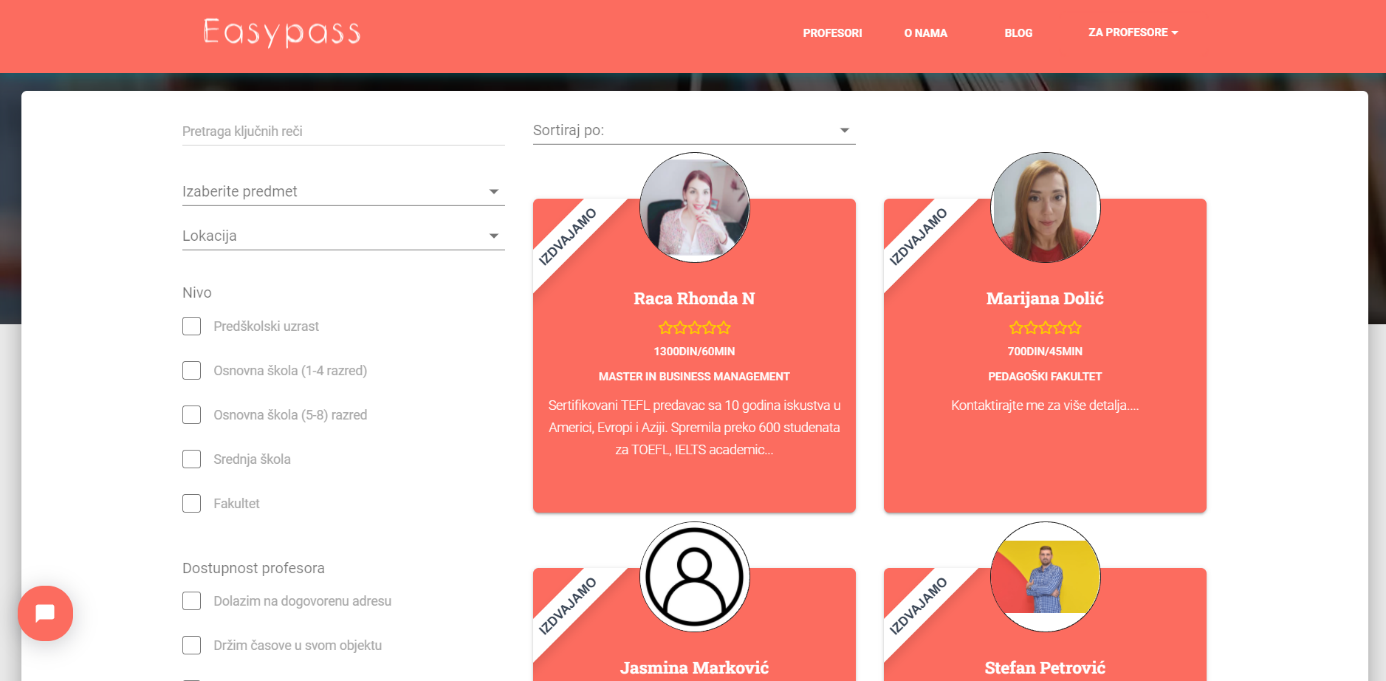 Easypass
PROFESORI
O NAMA
BLOG
ZA PROFESORE
Pretraga ključnih reči
Izaberite predmet
Lokacija
Nivo
Predškolski uzrast
Osnovna škola (1-4 razred)
Osnovna škola (5-8) razred
Srednja škola
Fakultet
Dostupnost profesora
Dolazim na dogovorenu adresu
Držim časove u svom objektu
Sortiraj po:
IZDVAJAMO
Raca Rhonda N
1300DIN/60MIN
MASTER IN BUSINESS MANAGEMENT
Sertifikovani TEFL predavac sa 10 godina iskustva u
Americi, Evropi i Aziji. Spremila preko 600 studenata
za TOEFL, IELTS academic...
IZDVAJAMO
Marijana Dolić
700DIN/45MIN
PEDAGOŠKI FAKULTET
Kontaktirajte me za više detalja....
IZDVAJAMO
Jasmina Marković
IZDVAJAMO
Stefan Petrović